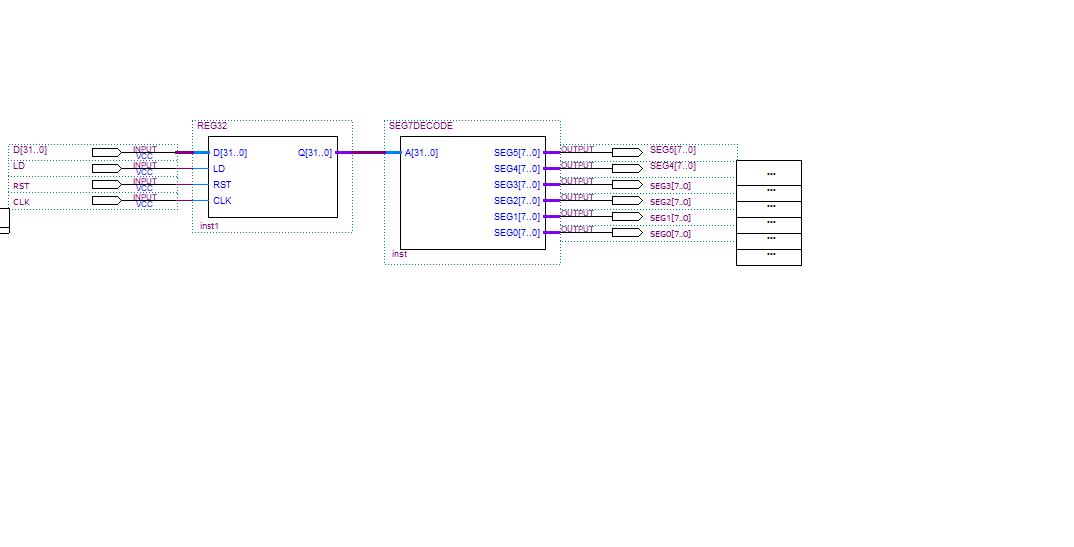 REG32
SEG7DECODE
D[31..0]
INPUT
VCC
D[31..0]
Q[31..0]
A[31..0]
SEG5[7..0]
OUTPUT
SEG5[7..0]
LD
INPUT
VCC
LD
SEG4[7..0]
OUTPUT
SEG4[7..0]
RST
INPUT
VCC
RST
SEG3[7..0]
OUTPUT
SEG3[7..0]
CLK
INPUT
VCC
CLK
SEG2[7..0]
OUTPUT
SEG2[7..0]
SEG1[7..0]
OUTPUT
SEG1[7..0]
SEG0[7..0]
OUTPUT
SEG0[7..0]
inst1
inst
...
...
...
...
...
...